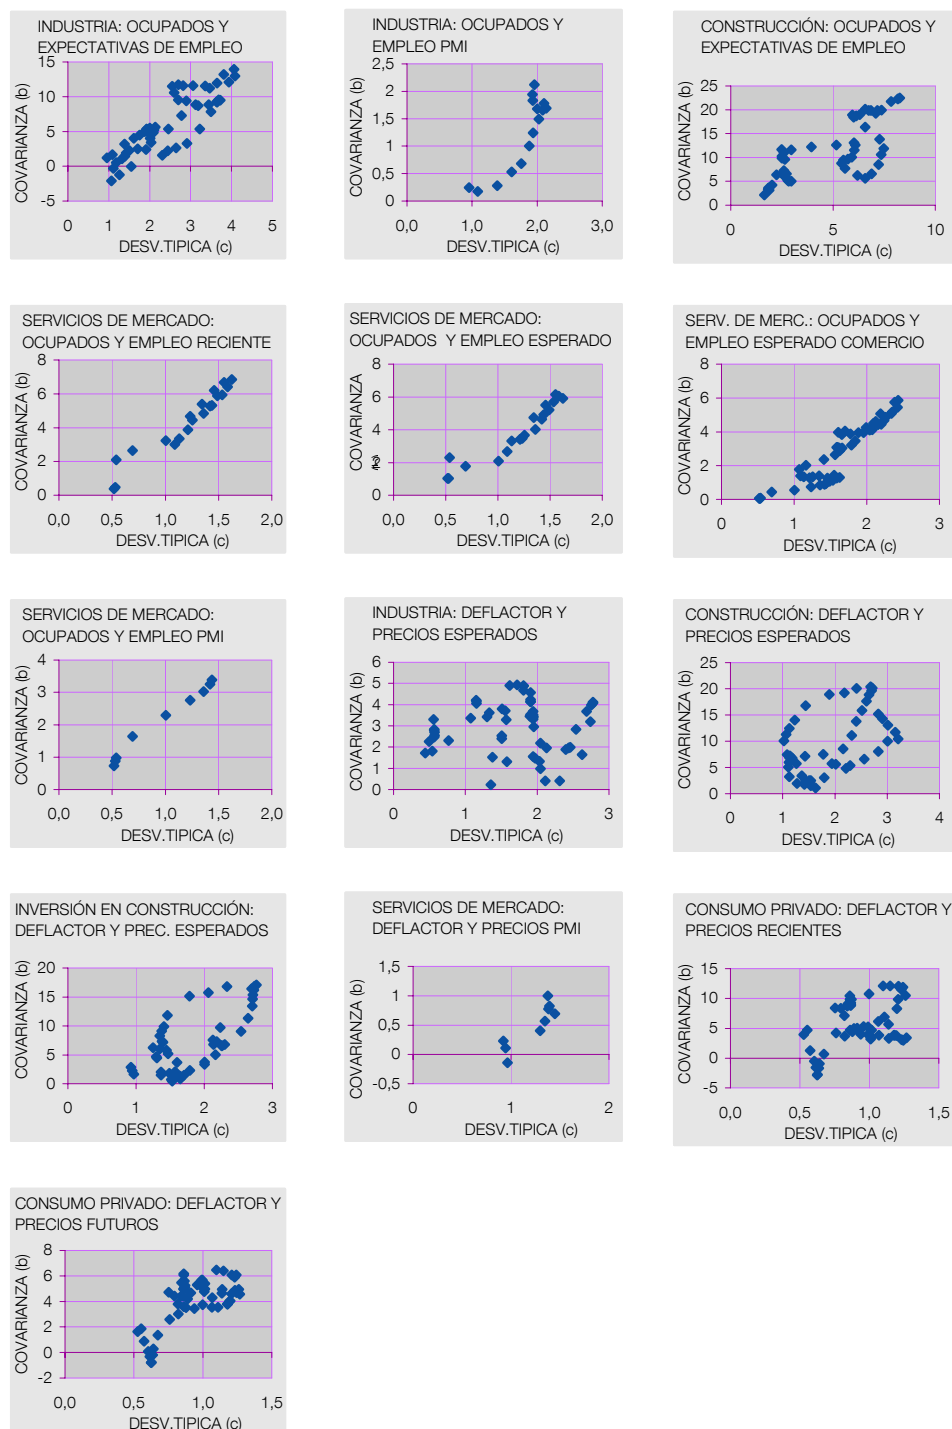 INDUSTRIA: OCUPADOS Y
EXPECTATIVAS DE EMPLEO
COVARIANZA (b)
15
10
5
0
-5
0 1 2 3 4 5
DESV.TIPICA (c)
INDUSTRIA: OCUPADOS Y
EMPLEO PMI
COVARIANZA (b)
2,5
2
1,5
1
0,5
0
0,0 1,0 2,0 3,0
DESV.TIPICA (c)
CONSTRUCCIÓN: OCUPADOS Y
EXPECTATIVAS DE EMPLEO
COVARIANZA (b)
25
20
15
10
5
0
0 5 10
DESV.TIPICA (c)
SERVICIOS DE MERCADO:
OCUPADOS Y EMPLEO RECIENTE
COVARIANZA (b)
8
6
4
2
0
0,0 0,5 1,0 1,5 2,0
DESV.TIPICA (c)
SERVICIOS DE MERCADO:
OCUPADOS Y EMPLEO ESPERADO
COVARIANZA
8
6
4
2
0
0,0 0,5 1,0 1,5 2,0
DESV.TIPICA (c)
SERV. DE MERC.: OCUPADOS Y
EMPLEO ESPERADO COMERCIO
COVARIANZA (b)
8
6
4
2
0
0 1 2 3
DESV.TIPICA (c)
SERVICIOS DE MERCADO:
OCUPADOS Y EMPLEO PMI
COVARIANZA (b)
4
3
2
1
0
0,0 0,5 1,0 1,5 2,0
DESV.TIPICA (c)
INDUSTRIA: DEFLACTOR Y
PRECIOS ESPERADOS
COVARIANZA (b)
6
5
4
3
2
1
0
0 1 2 3
DESV.TIPICA (c)
CONSTRUCCIÓN: DEFLACTOR Y
PRECIOS ESPERADOS
COVARIANZA (b)
25
20
15
10
5
0
0 1 2 3 4
DESV.TIPICA (c)
INVERSIÓN EN CONSTRUCCIÓN:
DEFLACTOR Y PREC. ESPERADOS
COVARIANZA (b)
20
15
10
5
0
0 1 2 3
DESV.TIPICA (c)
SERVICIOS DE MERCADO:
DEFLACTOR Y PRECIOS PMI
COVARIANZA (b)
1,5
1
0,5
0
-0,5
0 1 2
DESV.TIPICA (c)
CONSUMO PRIVADO: DEFLACTOR Y
PRECIOS RECIENTES
COVARIANZA (b)
15
10
5
0
-5
0,0 0,5 1,0 1,5
DESV.TIPICA (c)
CONSUMO PRIVADO: DEFLACTOR Y
PRECIOS FUTUROS
COVARIANZA (b)
8
6
4
2
0
-2
0,0 0,5 1,0 1,5
DESV.TIPICA (c)